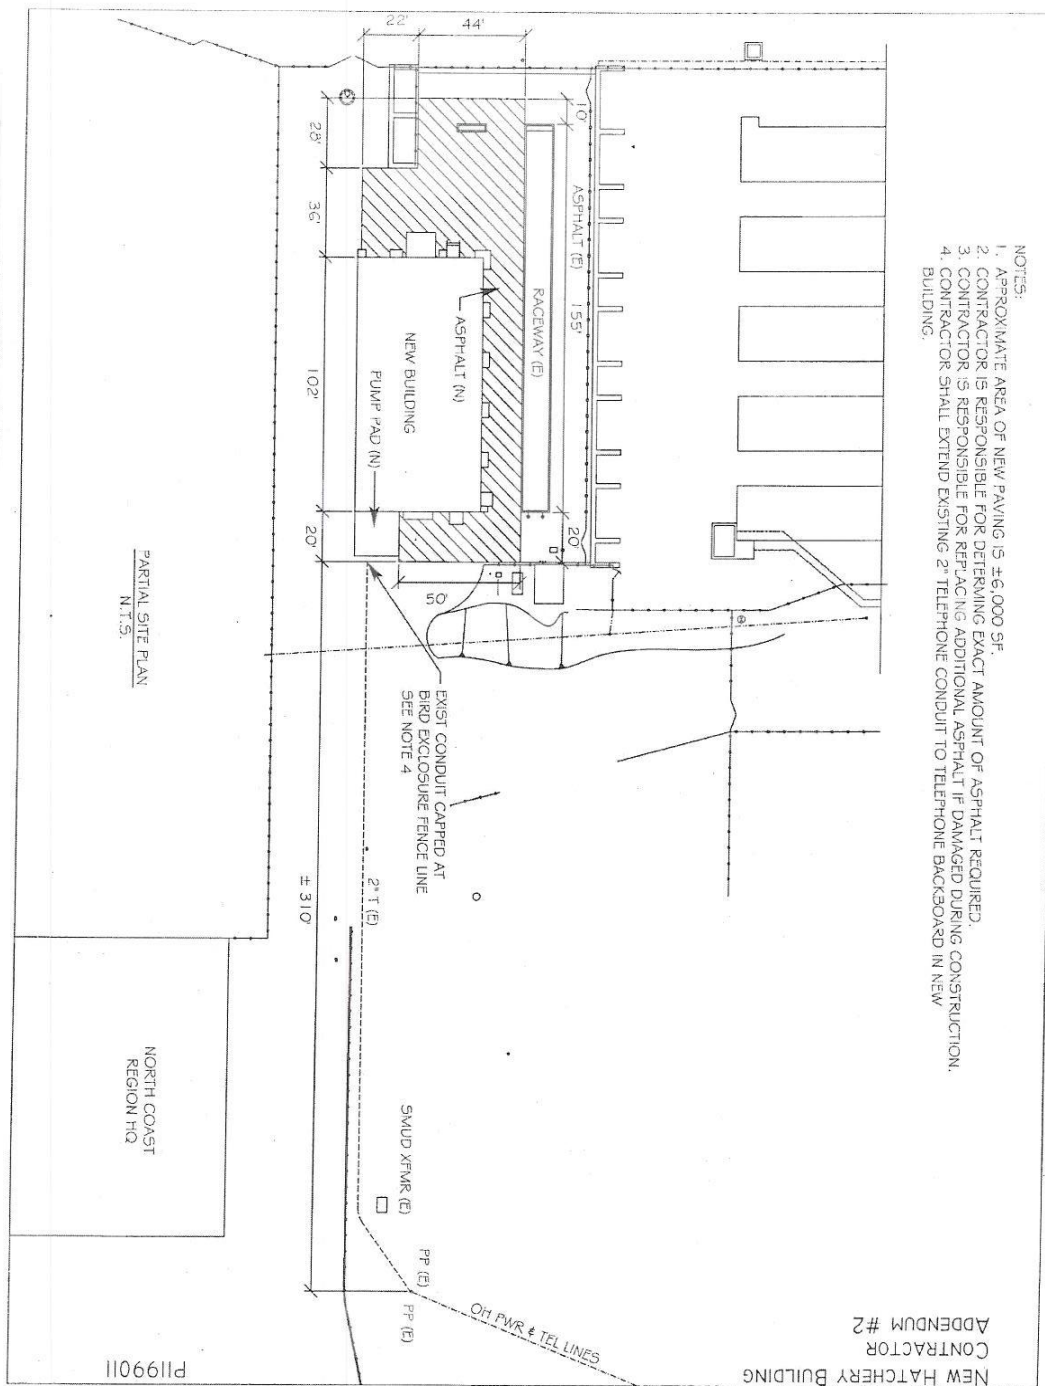 NEW HATCHERY BUILDING
CONTRACTOR
ADDENDUM #2
P1199011
NOTES:
1. APPROXIMATE AREA OF NEW PAVING IS ±6,000 SF.
2. CONTRACTOR IS RESPONSIBLE FOR DETERMINING EXACT AMOUNT OF ASPHALT REQUIRED.
3. CONTRACTOR IS RESPONSIBLE FOR REPLACING ADDITIONAL ASPHALT IF DAMAGED DURING CONSTRUCTION.
4. CONTRACTOR SHALL EXTEND EXISTING 2" TELEPHONE CONDUIT TO TELEPHONE BACKBOARD IN NEW
BUILDING.
10'
ASPHALT (E)
155'
20'
RACEWAY (E)
44'
22'
ASPHALT (N)
NEW BUILDING
PUMP PAD (N)
28'
36'
102'
20'
50'
EXIST CONDUIT CAPPED AT
BIRD EXCLOSURE FENCE LINE
SEE NOTE 4
2" T (E)
± 310'
SMUD XFMR (E)
PP (E)
PP (E)
OH PWR & TEL LINES
PARTIAL SITE PLAN
N.T.S.
NORTH COAST
REGION HQ